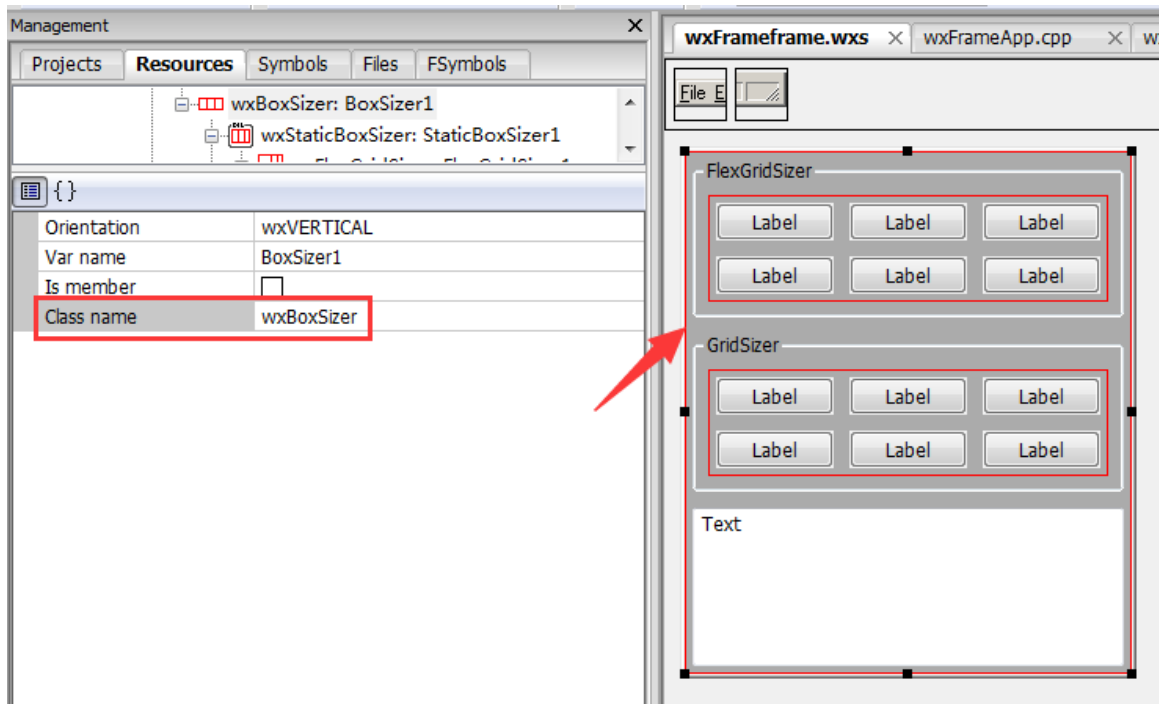 Management
Projects Resources Symbols Files FSymbols
wxBoxSizer: BoxSizer1
wxStaticBoxSizer: StaticBoxSizer1
{}
Orientation wxVERTICAL
Var name BoxSizer1
Is member
Class name wxBoxSizer
wxFrameframe.wxs wxFrameApp.cpp
File E
FlexGridSizer
Label Label Label
Label Label Label
GridSizer
Label Label Label
Label Label Label
Text